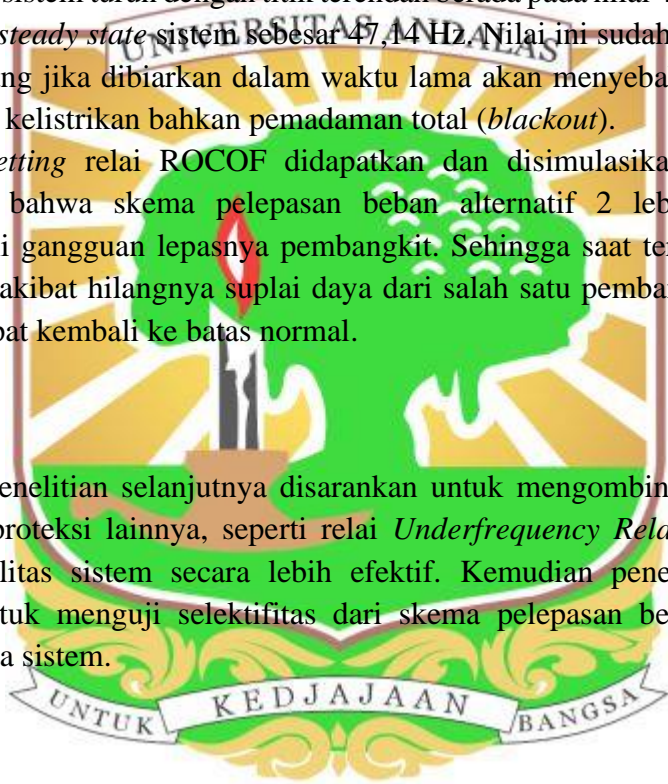 sistem turun dengan titik terendah berada pada nilai
UNIVERSITAS ANDALAS
steady state sistem sebesar 47,14 Hz. Nilai ini sudah
ng jika dibiarkan dalam waktu lama akan menyeba
kelistrikan bahkan pemadaman total (blackout).
etting relai ROCOF didapatkan dan disimulasika
bahwa skema pelepasan beban alternatif 2 leb
i gangguan lepasnya pembangkit. Sehingga saat te
akibat hilangnya suplai daya dari salah satu pemba
pat kembali ke batas normal.
enelitian selanjutnya disarankan untuk mengombin
proteksi lainnya, seperti relai Underfrequency Rela
litas sistem secara lebih efektif. Kemudian pene
tuk menguji selektifitas dari skema pelepasan be
a sistem.
UNTUK KEDJAJAAN BANGSA